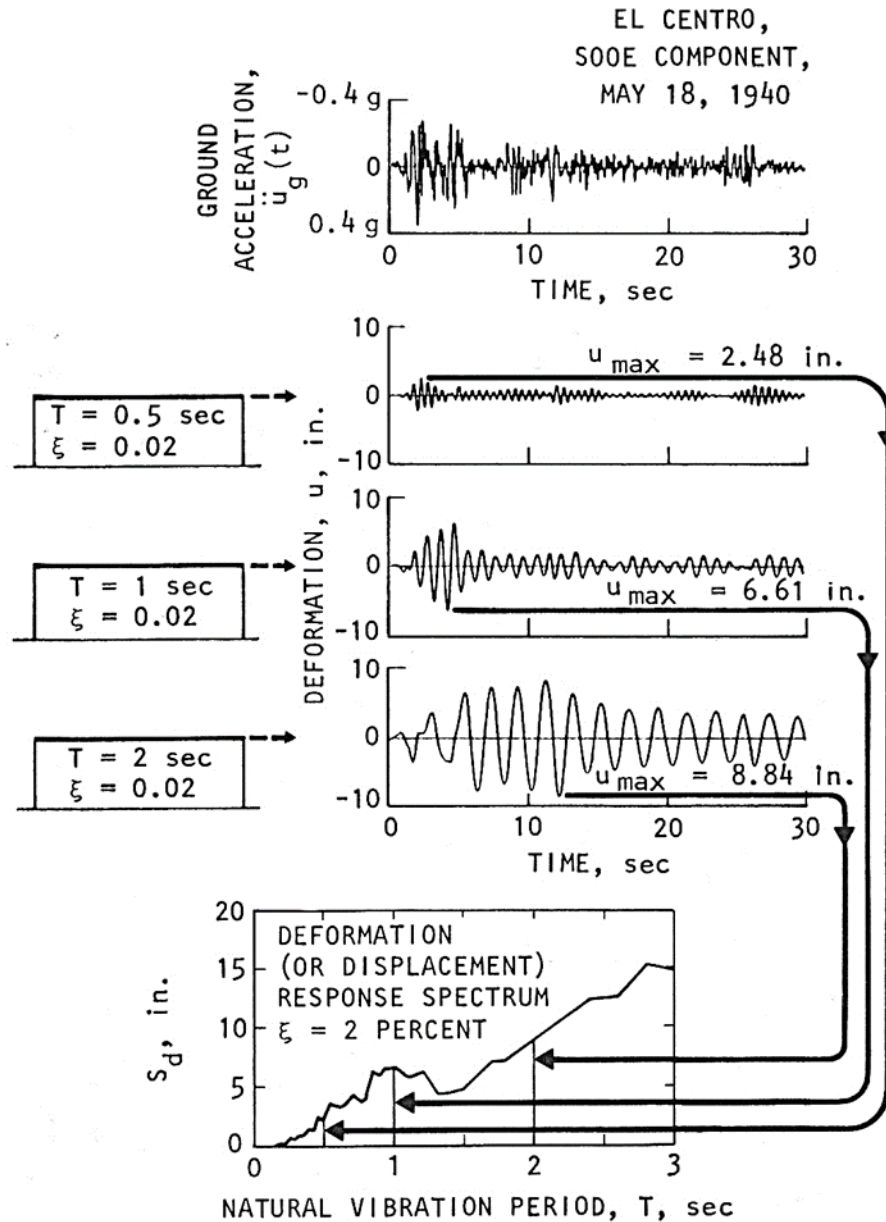 EL CENTRO,
SOOE COMPONENT,
MAY 18, 1940
GROUND
ACCELERATION,
ü_g(t)
-0.4 g
0
0.4 g
0 10 20 30
TIME, sec
DEFORMATION, u, in.
10
0
-10
u_max = 2.48 in.
T = 0.5 sec
ξ = 0.02
10
0
-10
u_max = 6.61 in.
T = 1 sec
ξ = 0.02
10
0
-10
u_max = 8.84 in.
T = 2 sec
ξ = 0.02
0 10 20 30
TIME, sec
S_d, in.
20
15
10
5
0
DEFORMATION
(OR DISPLACEMENT)
RESPONSE SPECTRUM
ξ = 2 PERCENT
0 1 2 3
NATURAL VIBRATION PERIOD, T, sec